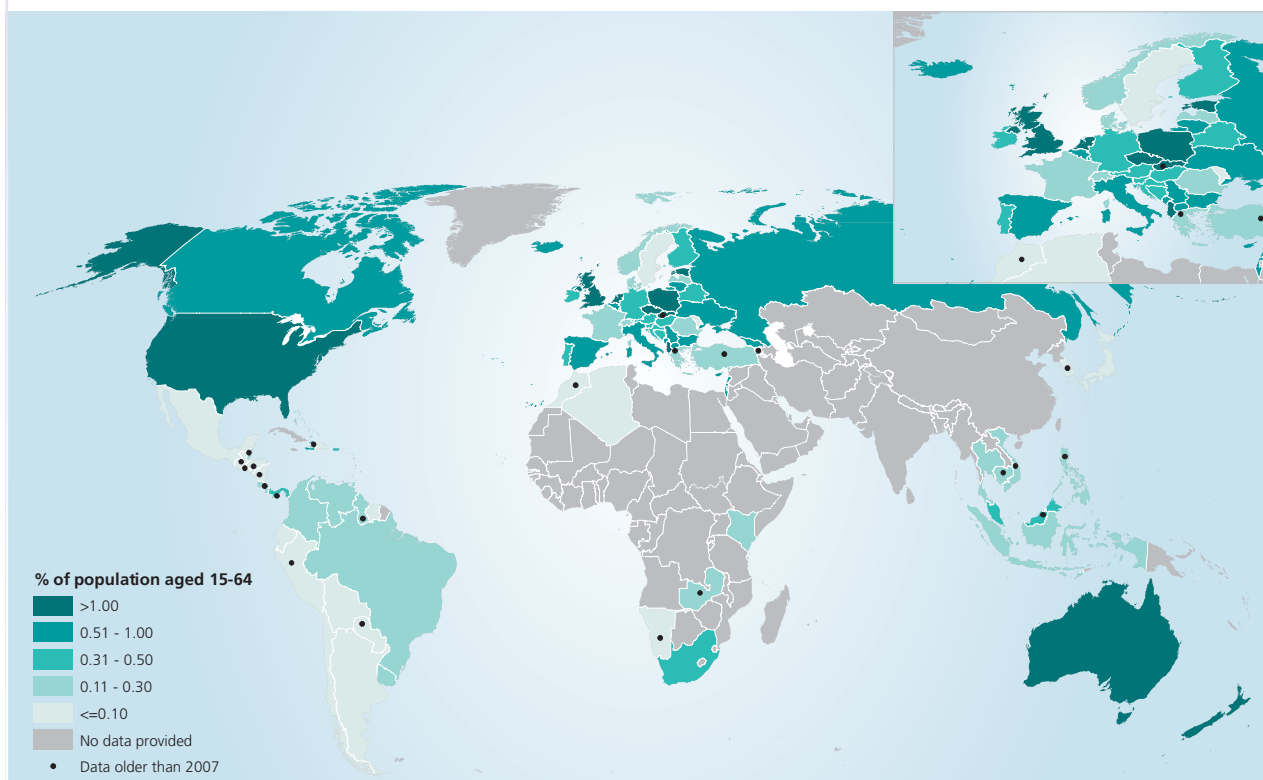 % of population aged 15-64
>1.00
0.51 - 1.00
0.31 - 0.50
0.11 - 0.30
<=0.10
No data provided
Data older than 2007